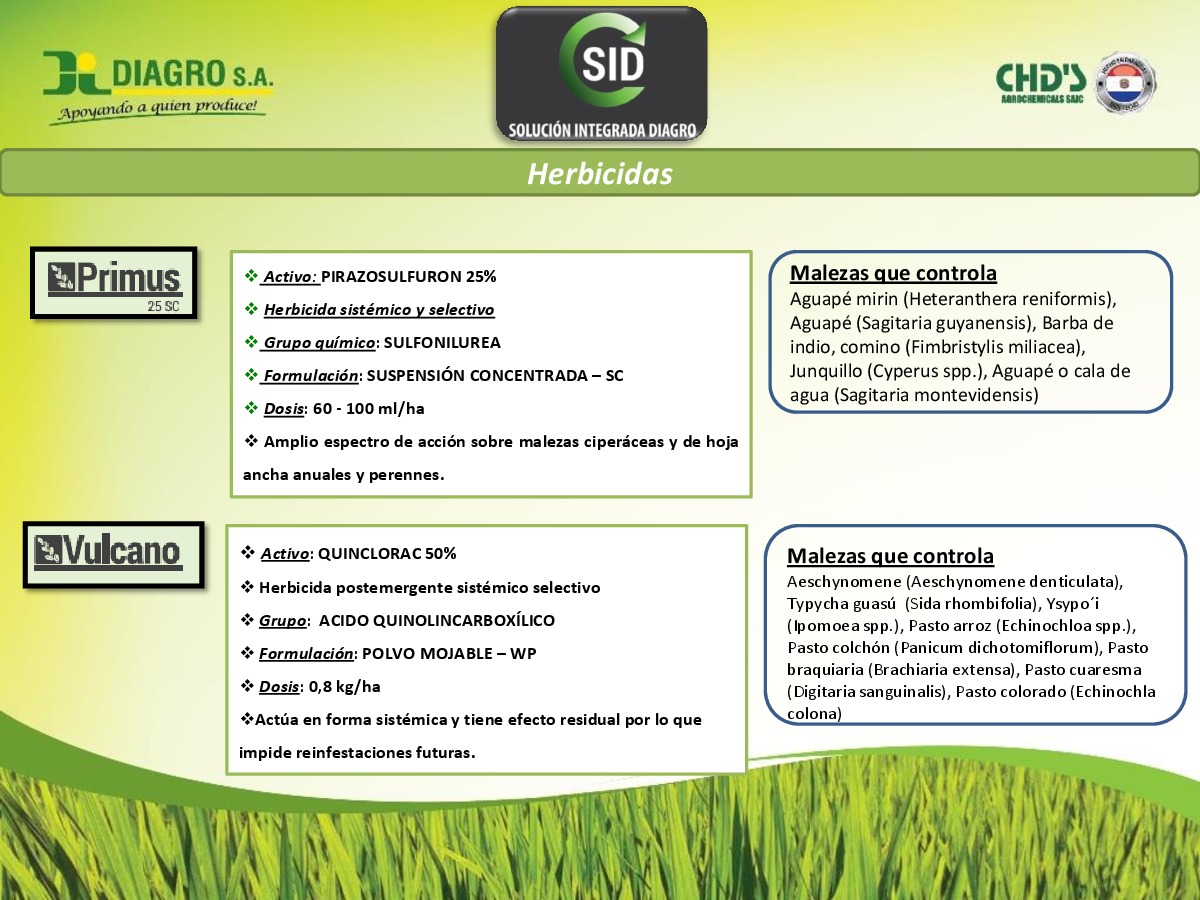 DIAGRO S.A.
Apoyando a quien produce!
SID
SOLUCIÓN INTEGRADA DIAGRO
CHD'S
AGROCHEMICALS SAIC
Herbicidas
Primus
25 SC
❖ Activo: PIRAZOSULFURON 25%
❖ Herbicida sistémico y selectivo
❖ Grupo químico: SULFONILUREA
❖ Formulación: SUSPENSIÓN CONCENTRADA – SC
❖ Dosis: 60 - 100 ml/ha
❖ Amplio espectro de acción sobre malezas ciperáceas y de hoja
ancha anuales y perennes.
Malezas que controla
Aguapé mirin (Heteranthera reniformis),
Aguapé (Sagitaria guyanensis), Barba de
indio, comino (Fimbristylis miliacea),
Junquillo (Cyperus spp.), Aguapé o cala de
agua (Sagitaria montevidensis)
Vulcano
❖ Activo: QUINCLORAC 50%
❖ Herbicida postemergente sistémico selectivo
❖ Grupo: ACIDO QUINOLINCARBOXÍLICO
❖ Formulación: POLVO MOJABLE – WP
❖ Dosis: 0,8 kg/ha
❖Actúa en forma sistémica y tiene efecto residual por lo que
impide reinfestaciones futuras.
Malezas que controla
Aeschynomene (Aeschynomene denticulata),
Typycha guasú (Sida rhombifolia), Ysypo´i
(Ipomoea spp.), Pasto arroz (Echinochloa spp.),
Pasto colchón (Panicum dichotomiflorum), Pasto
braquiaria (Brachiaria extensa), Pasto cuaresma
(Digitaria sanguinalis), Pasto colorado (Echinochla
colona)